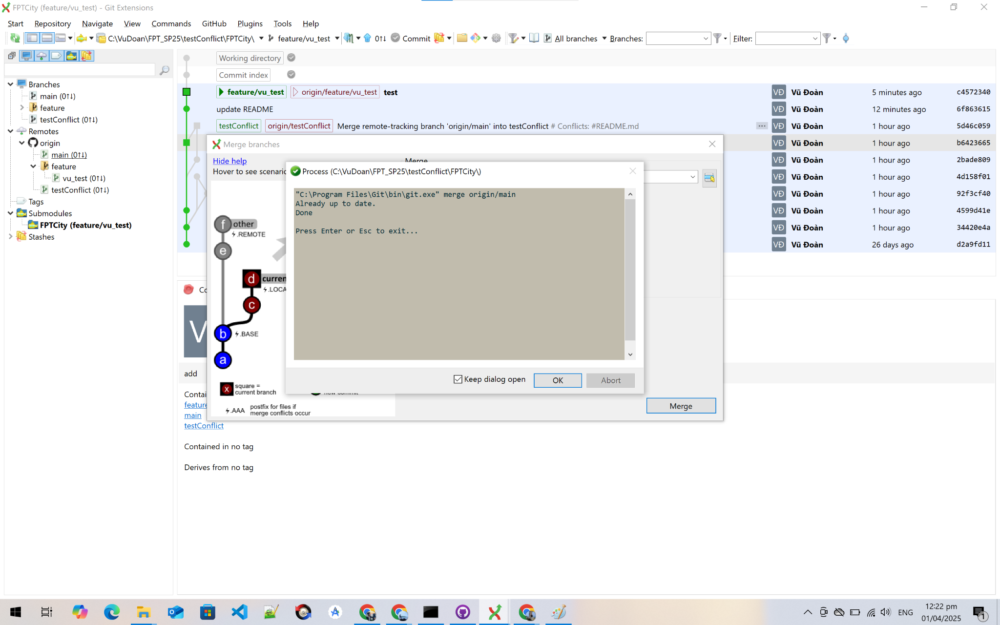 FPTCity (feature/vu_test) - Git Extensions
Start Repository Navigate View Commands GitHub Plugins Tools Help
C:\VuDoan\FPT_SP25\testConflict\FPTCity\ feature/vu_test 0↑↓ Commit All branches Branches: Filter:
Branches
main (0↑↓)
feature
testConflict (0↑↓)
Remotes
origin
main (0↑↓)
feature
vu_test (0↑↓)
testConflict (0↑↓)
Tags
Submodules
FPTCity (feature/vu_test)
Stashes
Working directory
Commit index
feature/vu_test origin/feature/vu_test test VĐ Vũ Đoàn 5 minutes ago c4572340
update README VĐ Vũ Đoàn 12 minutes ago 6f863615
testConflict origin/testConflict Merge remote-tracking branch 'origin/main' into testConflict # Conflicts: #README.md VĐ Vũ Đoàn 1 hour ago 5d46c059
VĐ Vũ Đoàn 1 hour ago b6423665
VĐ Vũ Đoàn 1 hour ago 2bade809
VĐ Vũ Đoàn 1 hour ago 4d158f01
VĐ Vũ Đoàn 1 hour ago 92f3cf40
VĐ Vũ Đoàn 1 hour ago 4599d41e
VĐ Vũ Đoàn 1 hour ago 34420e4a
VĐ Vũ Đoàn 26 days ago d2a9fd11
Merge branches
Hide help
Merge
Hover to see scenaric
Process (C:\VuDoan\FPT_SP25\testConflict\FPTCity\)
"C:\Program Files\Git\bin\git.exe" merge origin/main
Already up to date.
Done
Press Enter or Esc to exit...
Keep dialog open OK Abort
f other
.REMOTE
e
d curren
.LOCA
c
b .BASE
a
x square =
current branch
.AAA postfix for files if
merge conflicts occur
Merge
Co
V
add
Contai
feature
main
testConflict
Contained in no tag
Derives from no tag
ENG
12:22 pm
01/04/2025
1